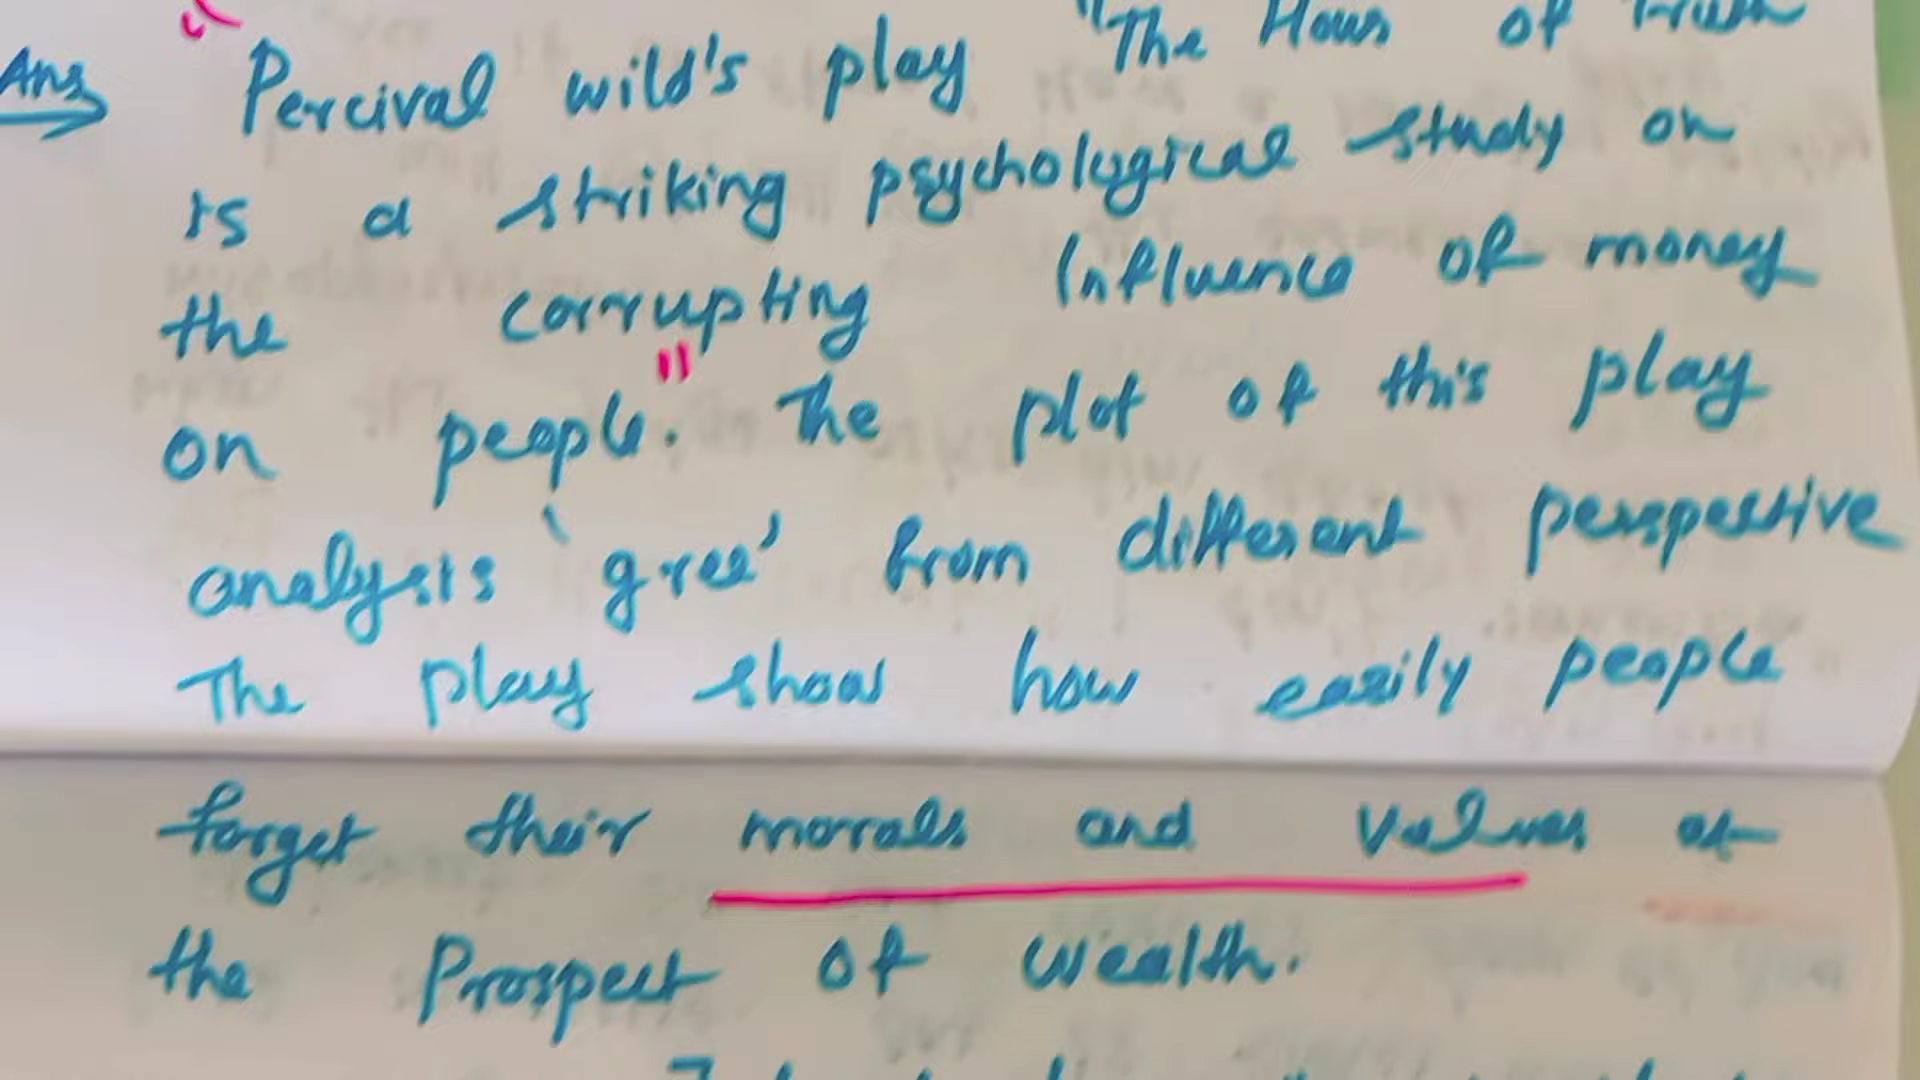 Ans "Percival wild's play "The Hour of Truth
is a striking psychological study on
the corrupting Influence of money
on people." The plot of this play
analysis 'gree' from different perspective
The play show how easily people
forget their morrals and values at
the Prospect of wealth.